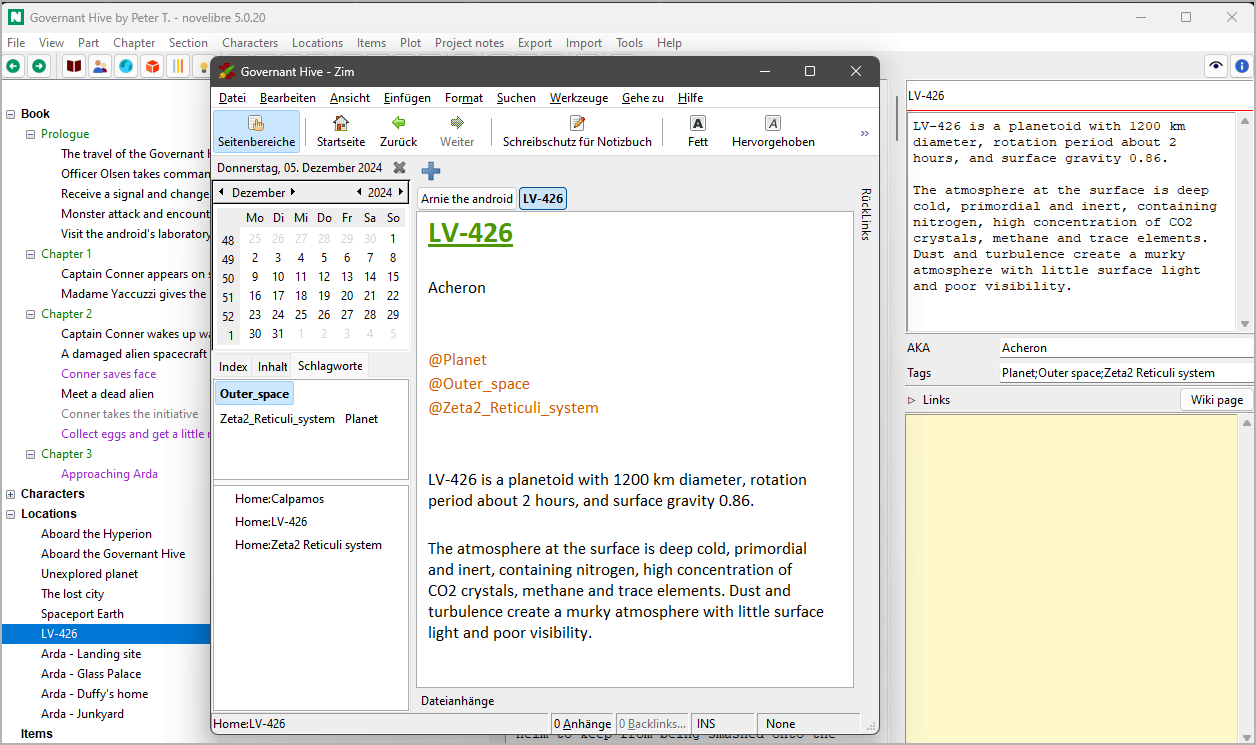 Governant Hive by Peter T. - novelibre 5.0.20
File View Part Chapter Section Characters Locations Items Plot Project notes Export Import Tools Help
Book
Prologue
The travel of the Governant
Officer Olsen takes comman
Receive a signal and change
Monster attack and encount
Visit the android's laboratory
Chapter 1
Captain Conner appears on
Madame Yaccuzzi gives the
Chapter 2
Captain Conner wakes up
A damaged alien spacecraft
Conner saves face
Meet a dead alien
Conner takes the initiative
Collect eggs and get a little
Chapter 3
Approaching Arda
Characters
Locations
Aboard the Hyperion
Aboard the Governant Hive
Unexplored planet
The lost city
Spaceport Earth
LV-426
Arda - Landing site
Arda - Glass Palace
Arda - Duffy's home
Arda - Junkyard
Items
Governant Hive - Zim
Datei Bearbeiten Ansicht Einfügen Format Suchen Werkzeuge Gehe zu Hilfe
Seitenbereiche Startseite Zurück Weiter Schreibschutz für Notizbuch A Fett A Hervorgehoben »
Donnerstag, 05. Dezember 2024
Dezember 2024
Mo Di Mi Do Fr Sa So
48 25 26 27 28 29 30 1
49 2 3 4 5 6 7 8
50 9 10 11 12 13 14 15
51 16 17 18 19 20 21 22
52 23 24 25 26 27 28 29
1 30 31 1 2 3 4 5
Index Inhalt Schlagworte
Outer_space
Zeta2_Reticuli_system Planet
Home:Calpamos
Home:LV-426
Home:Zeta2 Reticuli system
Arnie the android LV-426
RückLinks
LV-426
Acheron
@Planet
@Outer_space
@Zeta2_Reticuli_system
LV-426 is a planetoid with 1200 km diameter, rotation
period about 2 hours, and surface gravity 0.86.
The atmosphere at the surface is deep cold, primordial
and inert, containing nitrogen, high concentration of
CO2 crystals, methane and trace elements. Dust and
turbulence create a murky atmosphere with little surface
light and poor visibility.
Dateianhänge
Home:LV-426 0 Anhänge 0 Backlinks... INS None
LV-426
LV-426 is a planetoid with 1200 km
diameter, rotation period about 2
hours, and surface gravity 0.86.
The atmosphere at the surface is deep
cold, primordial and inert, containing
nitrogen, high concentration of CO2
crystals, methane and trace elements.
Dust and turbulence create a murky
atmosphere with little surface light
and poor visibility.
AKA Acheron
Tags Planet;Outer space;Zeta2 Reticuli system
Links Wiki page